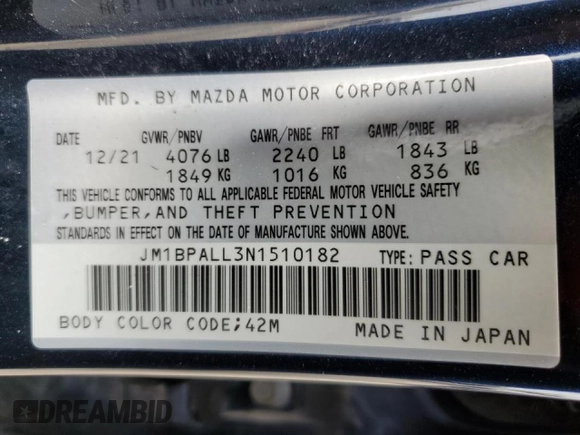 MFD. BY MAZDA MOTOR CORPORATION
DATE GVWR/PNBV GAWR/PNBE FRT GAWR/PNBE RR
12/21 4076 LB 2240 LB 1843 LB
1849 KG 1016 KG 836 KG
THIS VEHICLE CONFORMS TO ALL APPLICABLE FEDERAL MOTOR VEHICLE SAFETY
,BUMPER,AND THEFT PREVENTION
STANDARDS IN EFFECT ON THE DATE OF MANUFACTURE SHOWN ABOVE.
JM1BPALL3N1510182 TYPE: PASS CAR
BODY COLOR CODE;42M MADE IN JAPAN
DREAMBID